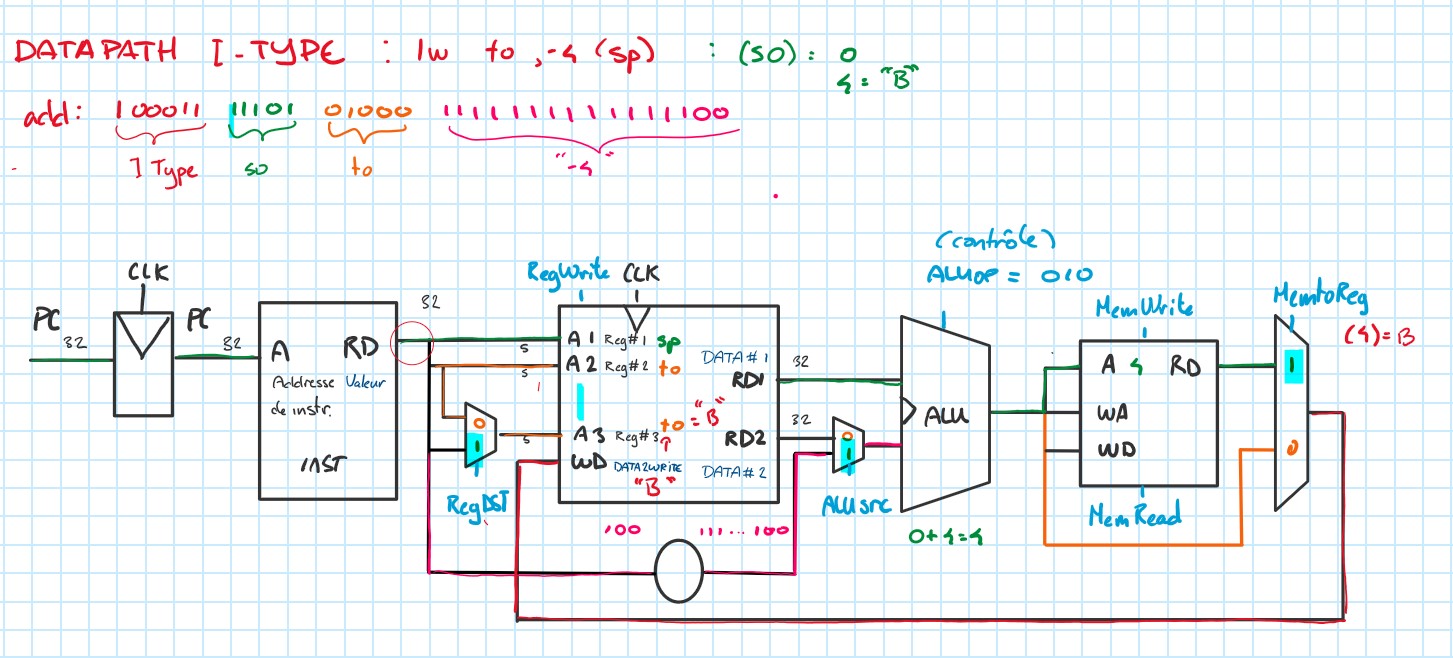 DATAPATH I-TYPE : lw to ,-4 (sp) : (so) : 0
4 = "B"
add: 100011 11101 01000 1111111111111100
I Type so to "-4"
(contrôle)
ALUop = 010
CLK
RegWrite CLK
MemWrite
MemtoReg
(4)=B
PC 32
PC 32
32
A RD
Addresse Valeur
de instr.
INST
5
5
1
5
A1 Reg#1 sp
A2 Reg#2 to
A3 Reg#3 to = "B"
WD DATA2WRITE
"B"
DATA#1
RD1
RD2
DATA#2
32
32
0
1
RegDST
0
1
ALUsrc
100
111...100
ALU
0+4=4
A 4 RD
WA
WD
MemRead
1
0